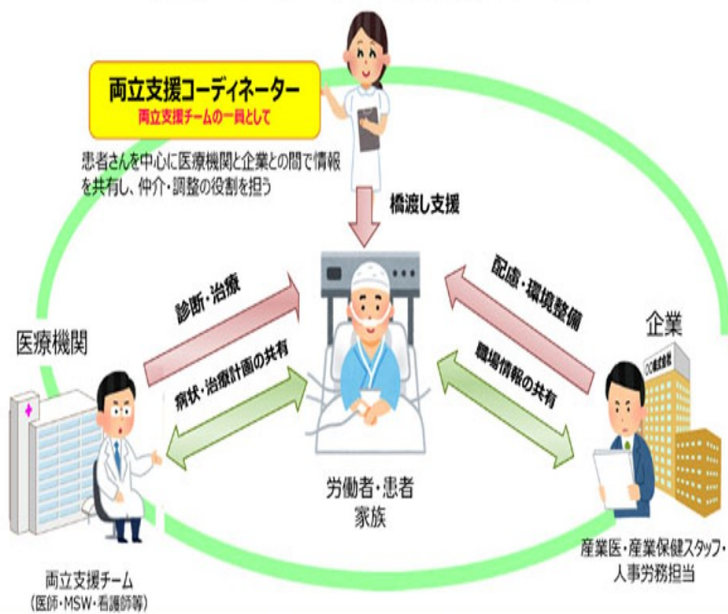 両立支援コーディネーター
両立支援チームの一員として
患者さんを中心に医療機関と企業との間で情報
を共有し、仲介・調整の役割を担う
橋渡し支援
診断・治療
配慮・環境整備
医療機関
企業
病状・治療計画の共有
職場情報の共有
〇〇株式会社
労働者・患者
家族
両立支援チーム
（医師・MSW・看護師等）
産業医・産業保健スタッフ・
人事労務担当